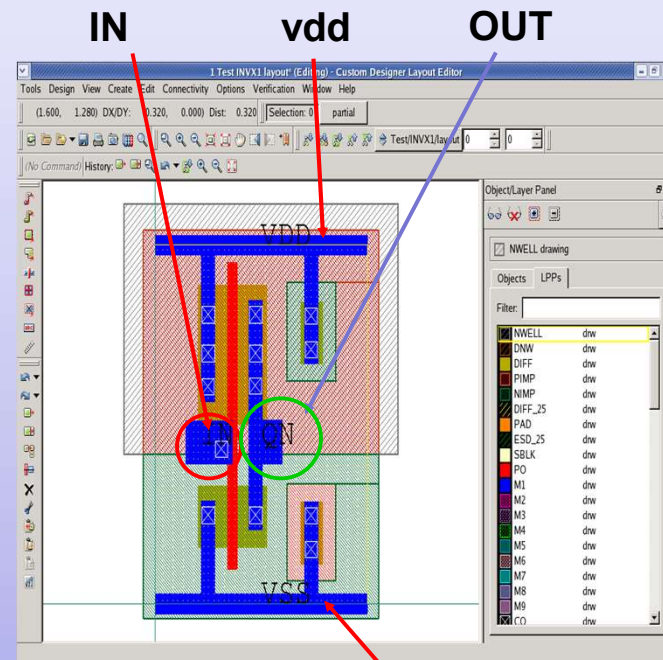 IN vdd OUT
1 Test INVX1 layout* (Editing) - Custom Designer Layout Editor
Tools Design View Create Edit Connectivity Options Verification Window Help
(1.600, 1.280) DX/DY: 0.320, 0.000) Dist: 0.320 Selection: 0 partial
Test/INVX1/layout 0 0
(No Command) History:
Object/Layer Panel
NWELL drawing
Objects LPPs
Filter:
NWELL drw
DNW drw
DIFF drw
PIMP drw
NIMP drw
DIFF_25 drw
PAD drw
ESD_25 drw
SBLK drw
PO drw
M1 drw
M2 drw
M3 drw
M4 drw
M5 drw
M6 drw
M7 drw
M8 drw
M9 drw
CO drw
VDD
IN QN
VSS